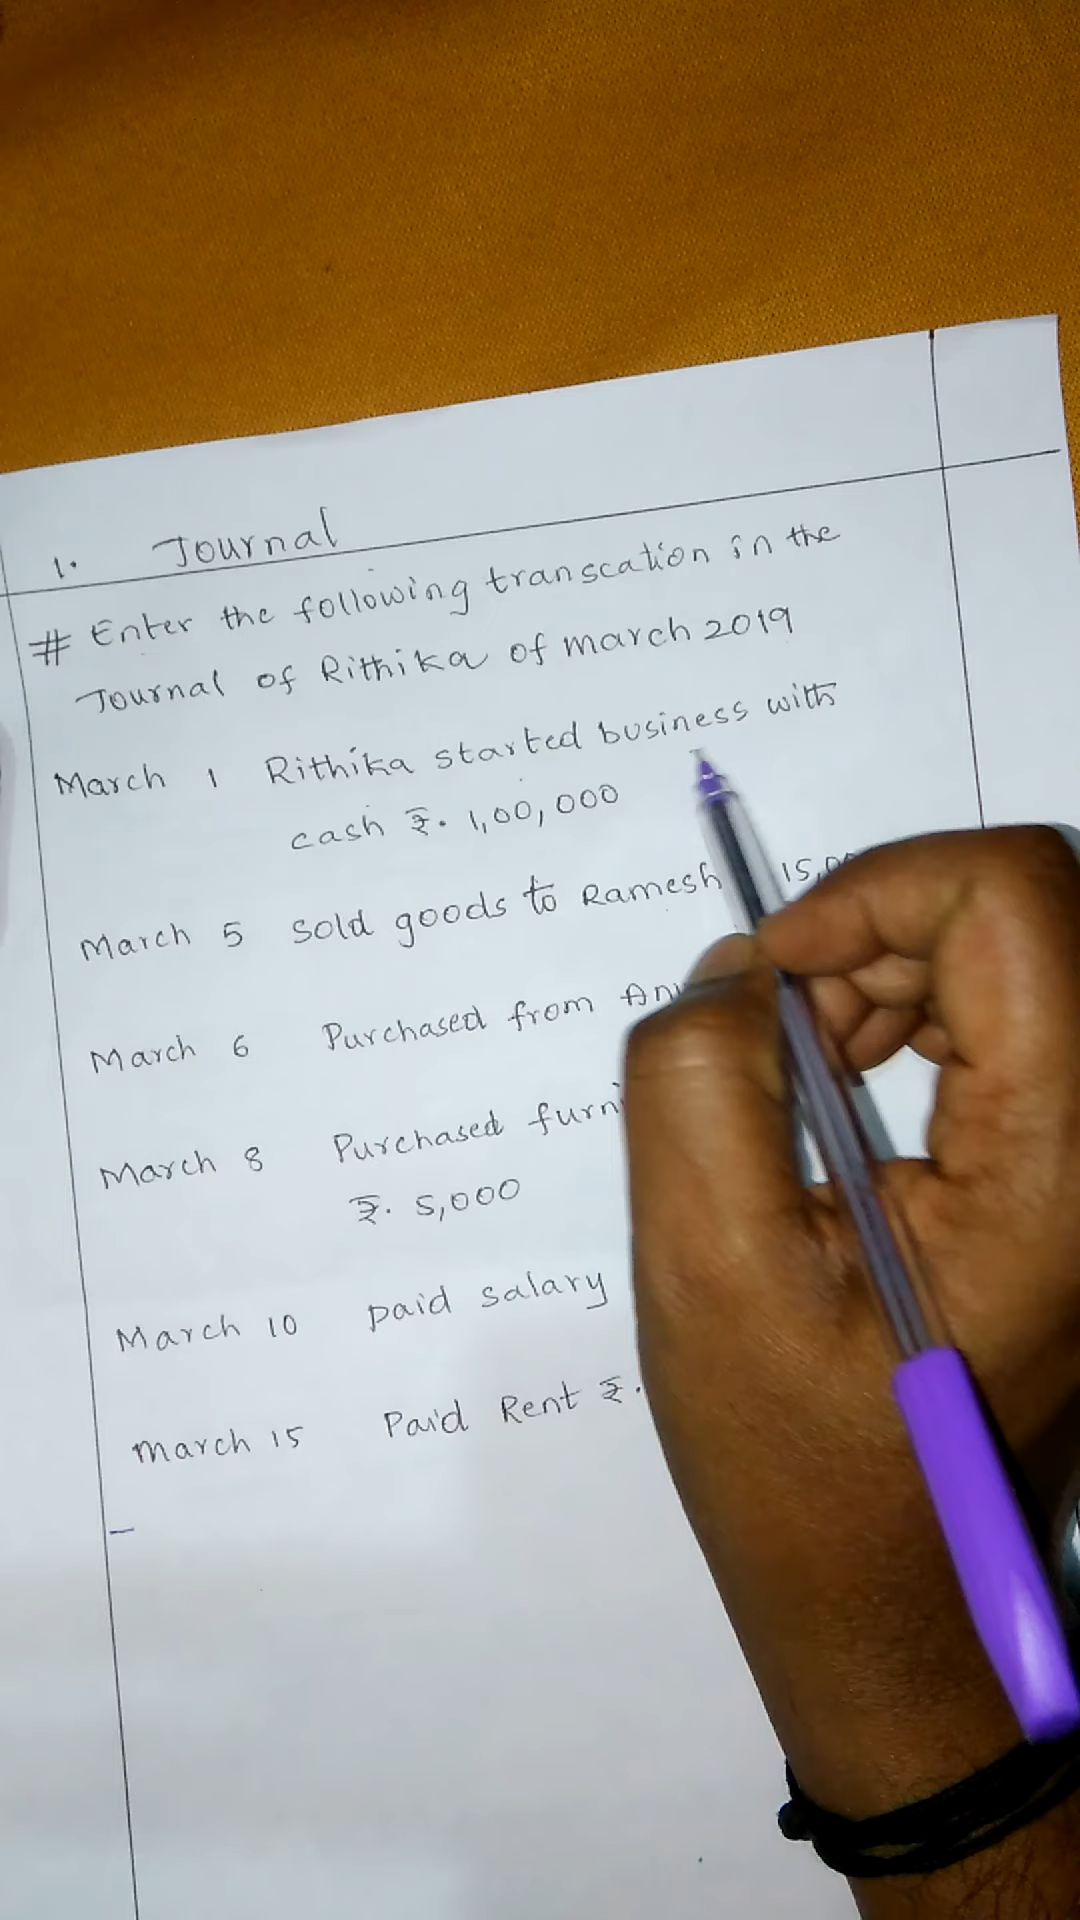 1. Journal
# Enter the following transcation in the
Journal of Rithika of march 2019
March 1 Rithika started business with
cash ₹. 1,00,000
March 5 Sold goods to Ramesh
March 6 Purchased from
March 8 Purchased
₹. 5,000
March 10 paid salary
march 15 Paid Rent ₹.